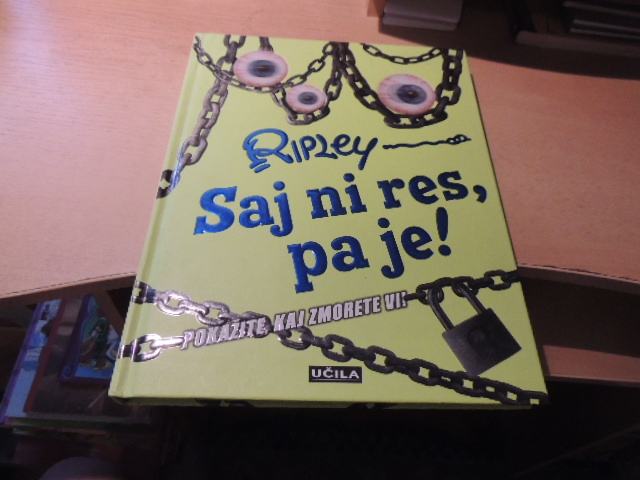 RIPLEY
Saj ni res,
pa je!
POKAŽITE, KAJ ZMORETE VI!
UČILA